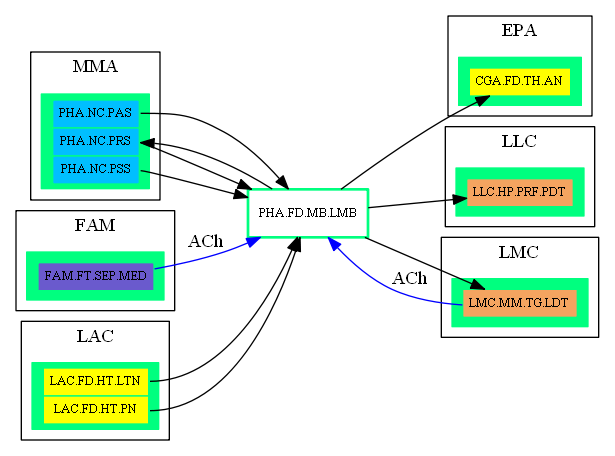 MMA
PHA.NC.PAS
PHA.NC.PRS
PHA.NC.PSS
FAM
FAM.FT.SEP.MED
LAC
LAC.FD.HT.LTN
LAC.FD.HT.PN
ACh
PHA.FD.MB.LMB
ACh
EPA
CGA.FD.TH.AN
LLC
LLC.HP.PRF.PDT
LMC
LMC.MM.TG.LDT